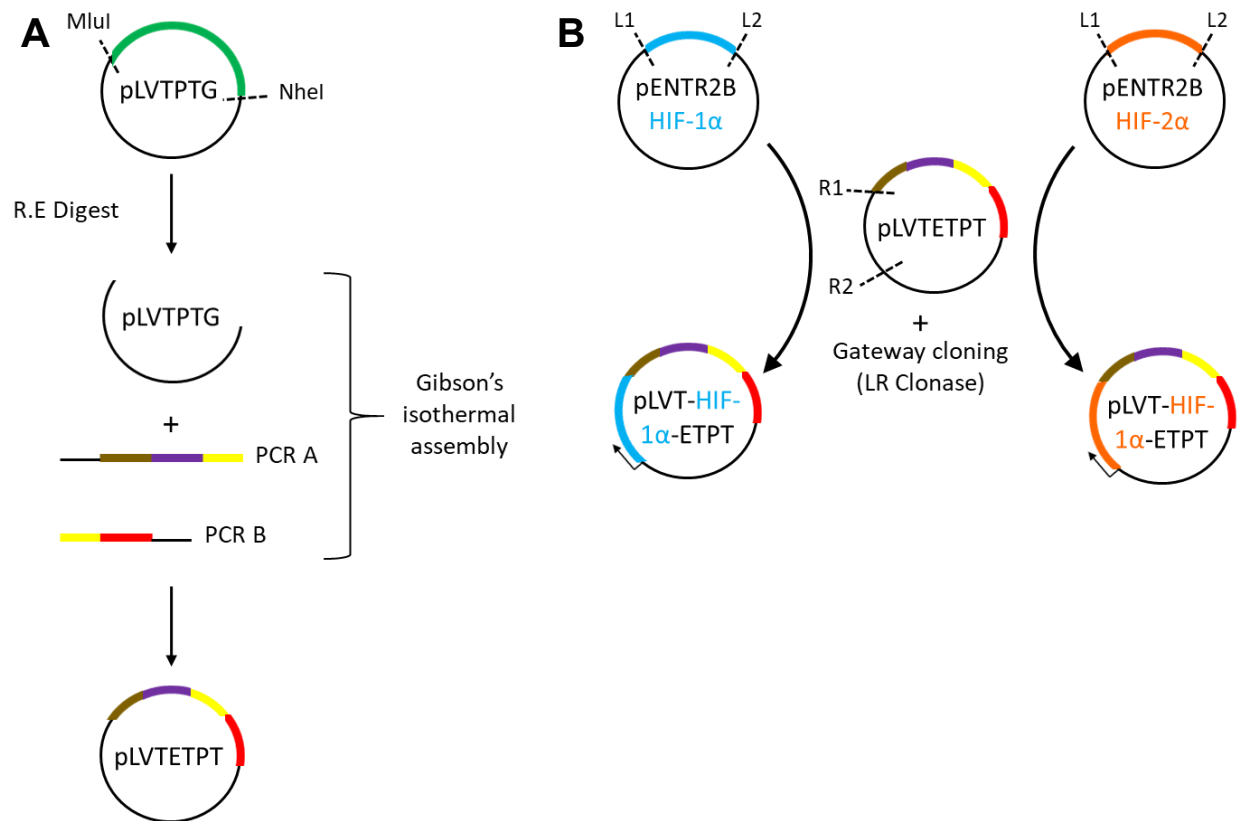 A
MluI
pLVTPTG
NheI
R.E Digest
pLVTPTG
+
PCR A
PCR B
Gibson's
isothermal
assembly
pLVTETPT
B
L1
L2
pENTR2B
HIF-1α
L1
L2
pENTR2B
HIF-2α
R1
pLVTETPT
R2
+
Gateway cloning
(LR Clonase)
pLVT-HIF-
1α-ETPT
pLVT-HIF-
1α-ETPT